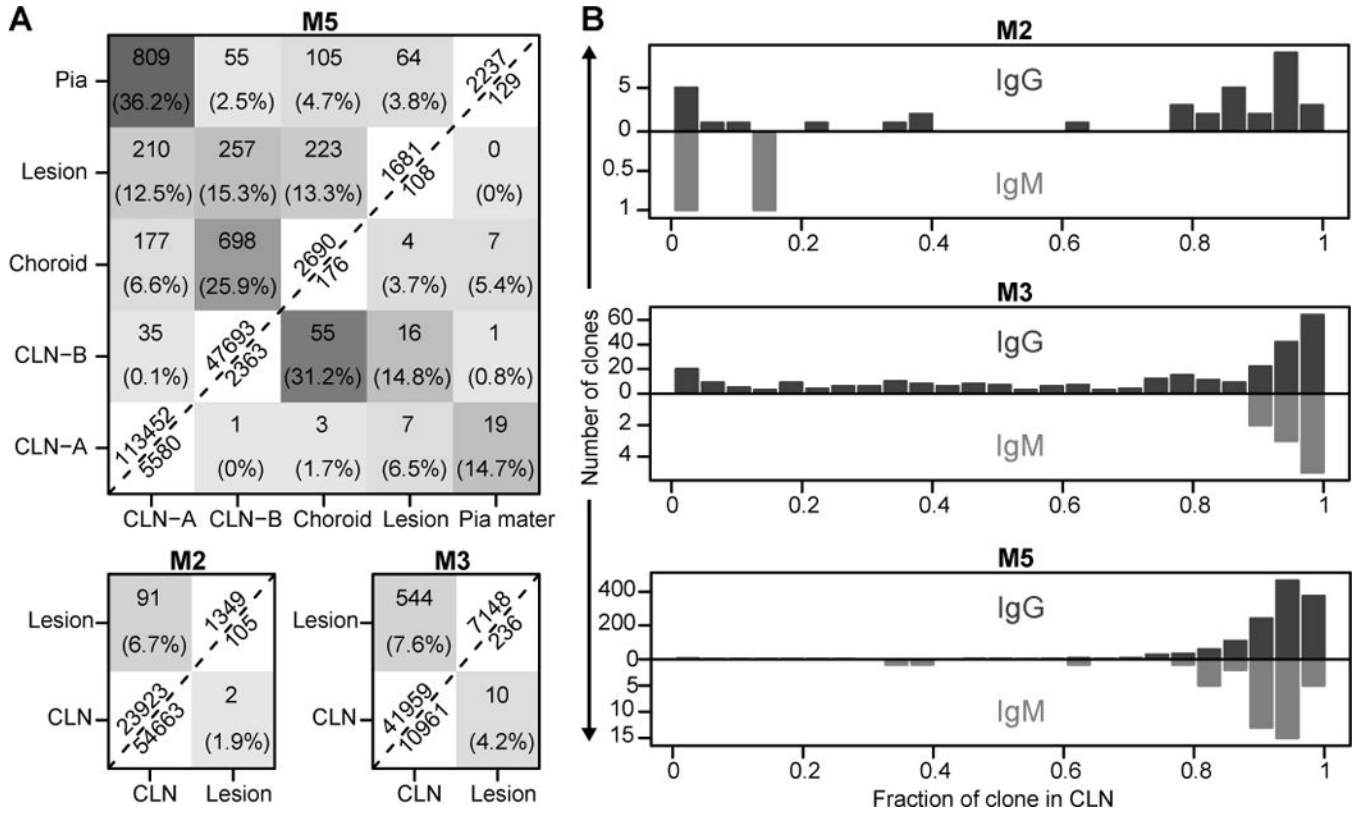 A
M5
Pia
809
55
105
64
2237
129
(36.2%)
(2.5%)
(4.7%)
(3.8%)
Lesion
210
257
223
1681
108
0
(12.5%)
(15.3%)
(13.3%)
(0%)
Choroid
177
698
2690
176
4
7
(6.6%)
(25.9%)
(3.7%)
(5.4%)
CLN−B
35
47693
2363
55
16
1
(0.1%)
(31.2%)
(14.8%)
(0.8%)
CLN−A
113452
5580
1
3
7
19
(0%)
(1.7%)
(6.5%)
(14.7%)
CLN−A CLN−B Choroid Lesion Pia mater
M2
Lesion
91
1349
105
(6.7%)
CLN
23923
54663
2
(1.9%)
CLN Lesion
M3
Lesion
544
7148
236
(7.6%)
CLN
41959
10961
10
(4.2%)
CLN Lesion
B
Number of clones
M2
IgG
5
0
0.5
1
IgM
0 0.2 0.4 0.6 0.8 1
M3
IgG
60
40
20
0
2
4
IgM
0 0.2 0.4 0.6 0.8 1
M5
IgG
400
200
0
5
10
15
IgM
0 0.2 0.4 0.6 0.8 1
Fraction of clone in CLN